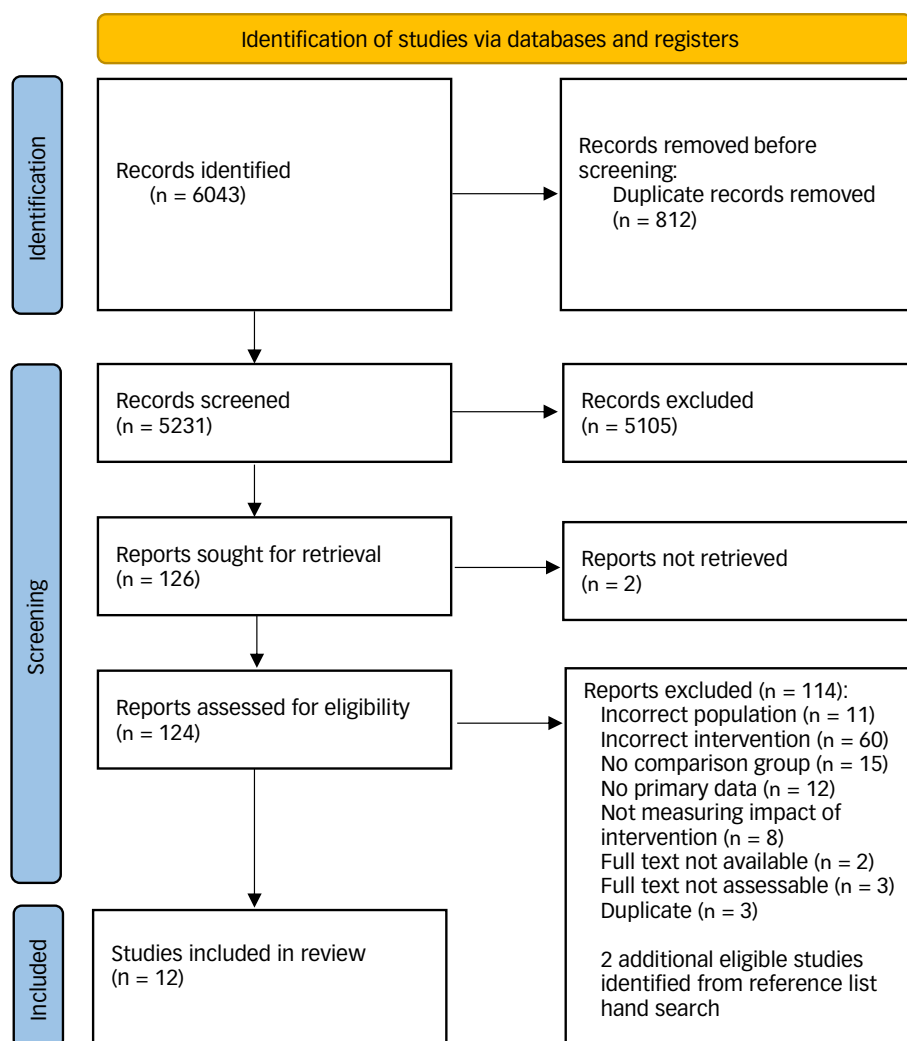 Identification of studies via databases and registers
Identification
Records identified
(n = 6043)
Records removed before
screening:
Duplicate records removed
(n = 812)
Screening
Records screened
(n = 5231)
Records excluded
(n = 5105)
Reports sought for retrieval
(n = 126)
Reports not retrieved
(n = 2)
Reports assessed for eligibility
(n = 124)
Reports excluded (n = 114):
Incorrect population (n = 11)
Incorrect intervention (n = 60)
No comparison group (n = 15)
No primary data (n = 12)
Not measuring impact of
intervention (n = 8)
Full text not available (n = 2)
Full text not assessable (n = 3)
Duplicate (n = 3)
2 additional eligible studies
identified from reference list
hand search
Included
Studies included in review
(n = 12)